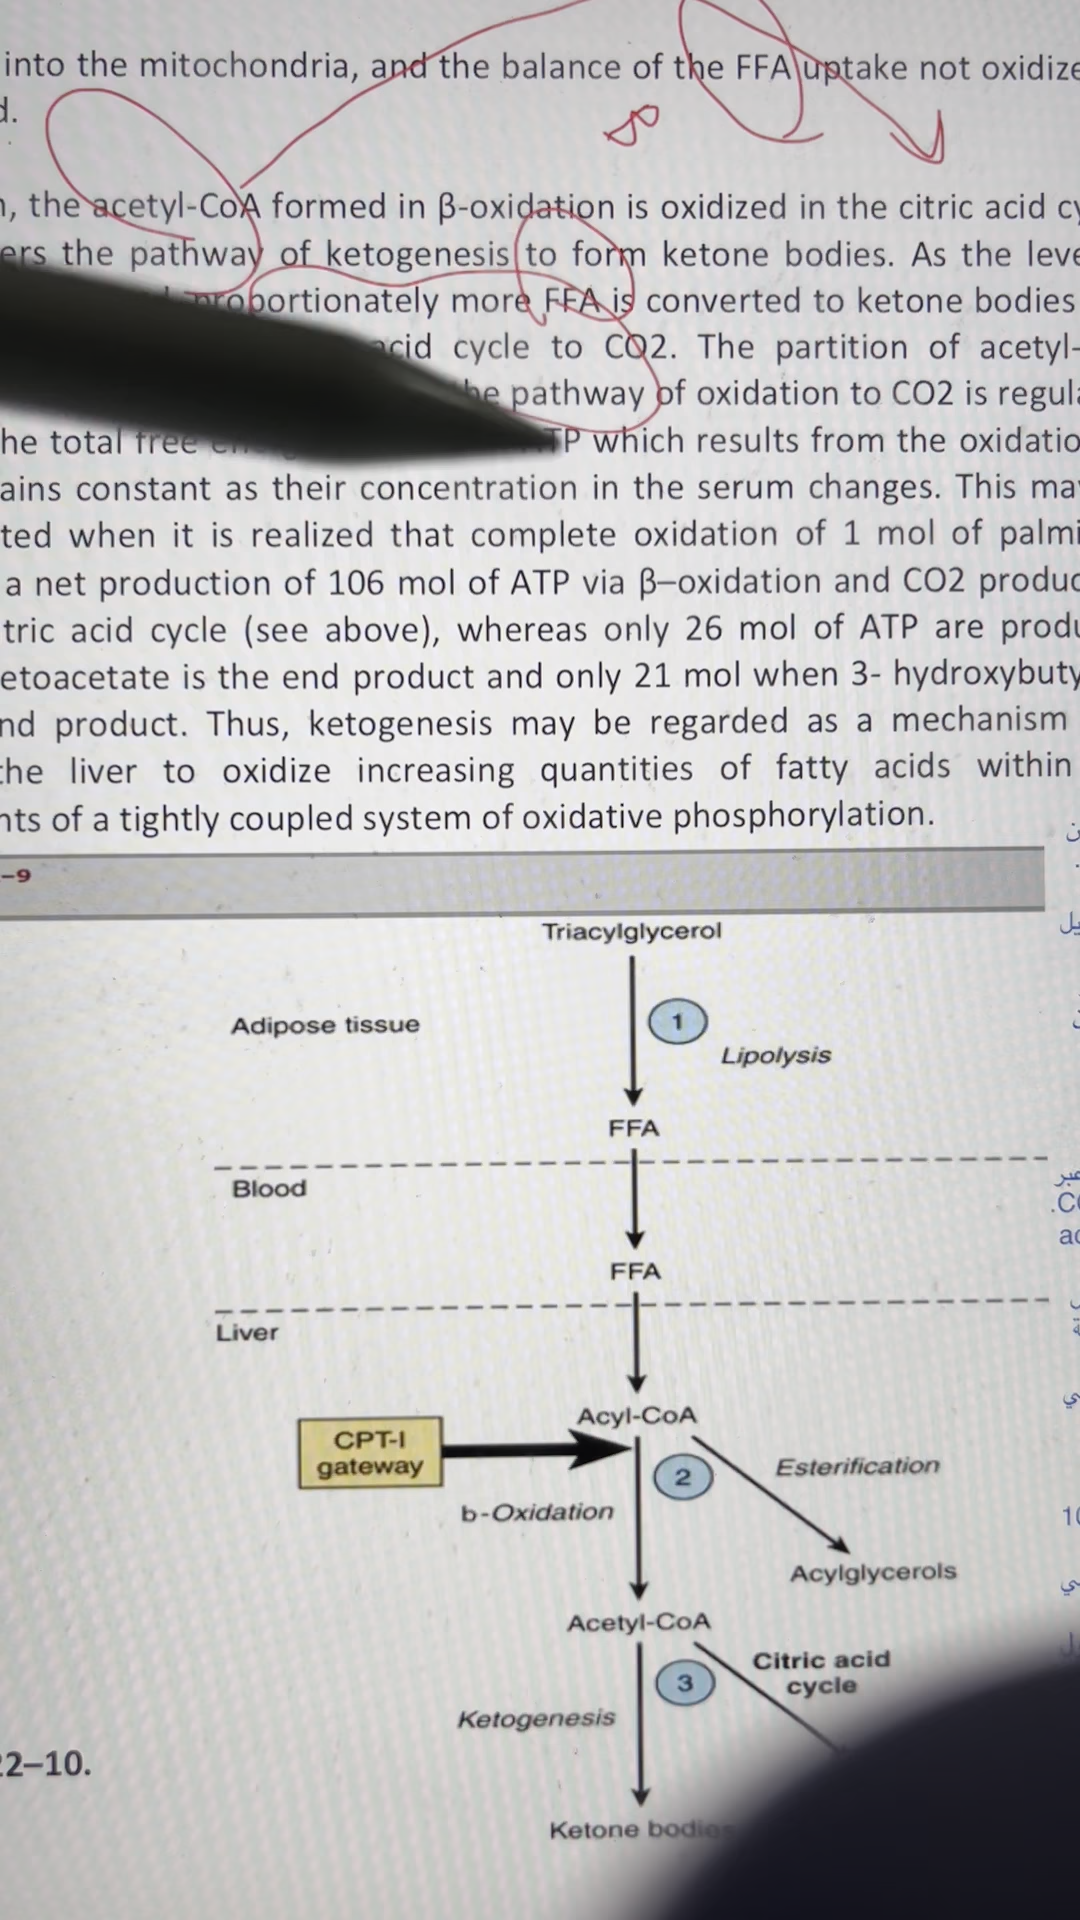 into the mitochondria, and the balance of the FFA uptake not oxidize
d.
, the acetyl-CoA formed in β-oxidation is oxidized in the citric acid cy
ers the pathway of ketogenesis to form ketone bodies. As the leve
proportionately more FFA is converted to ketone bodies
acid cycle to CO2. The partition of acetyl-
he pathway of oxidation to CO2 is regula
he total free TP which results from the oxidatio
ains constant as their concentration in the serum changes. This ma
ted when it is realized that complete oxidation of 1 mol of palmi
a net production of 106 mol of ATP via β–oxidation and CO2 produc
tric acid cycle (see above), whereas only 26 mol of ATP are produ
etoacetate is the end product and only 21 mol when 3- hydroxybuty
nd product. Thus, ketogenesis may be regarded as a mechanism
the liver to oxidize increasing quantities of fatty acids within
nts of a tightly coupled system of oxidative phosphorylation.
–9
Triacylglycerol
Adipose tissue
1
Lipolysis
FFA
Blood
FFA
Liver
Acyl-CoA
CPT-I
gateway
2
Esterification
b-Oxidation
Acylglycerols
Acetyl-CoA
Citric acid
cycle
3
Ketogenesis
22–10.
Ketone bodies